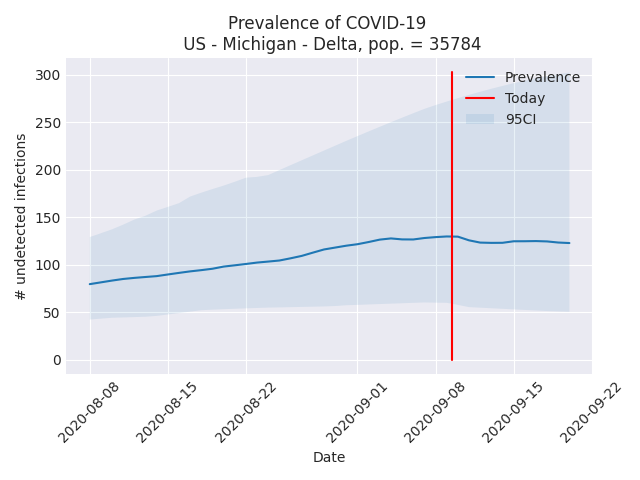 Prevalence of COVID-19
US - Michigan - Delta, pop. = 35784
300
250
200
150
100
50
0
# undetected infections
Prevalence
Today
95CI
2020-08-08
2020-08-15
2020-08-22
2020-09-01
2020-09-08
2020-09-15
2020-09-22
Date